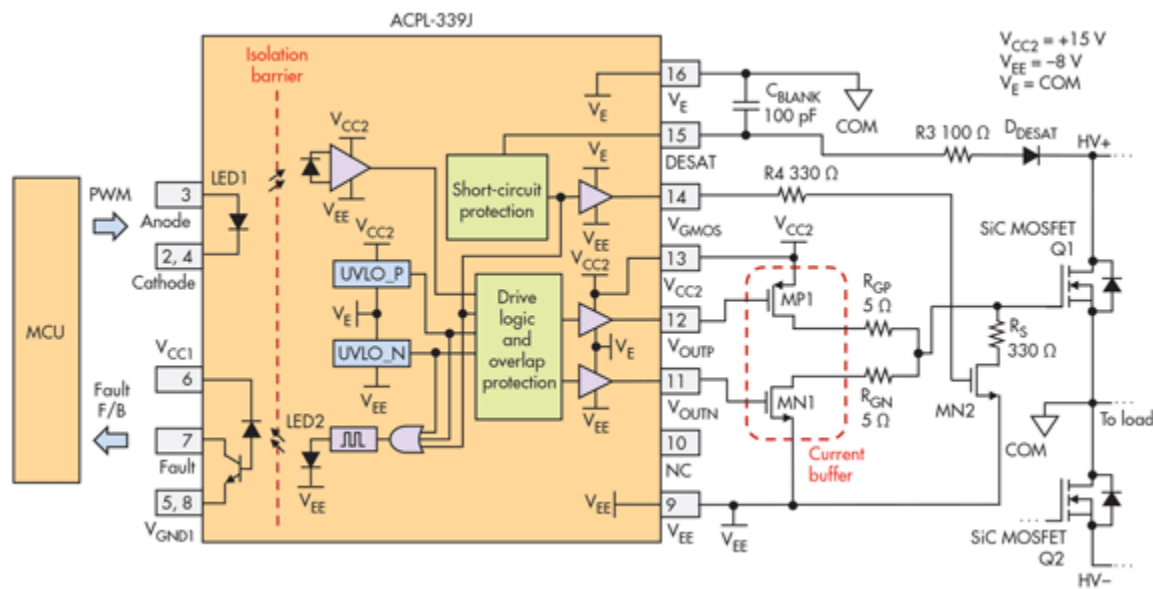 ACPL-339J
Isolation
barrier
VCC2 = +15 V
VEE = −8 V
VE = COM
16
VE
VE
CBLANK
100 pF
COM
15
DESAT
R3 100 Ω
DDESAT
HV+
MCU
PWM
3
Anode
LED1
2, 4
Cathode
VCC2
VEE
Short-circuit
protection
VE
VEE
14
VGMOS
R4 330 Ω
SiC MOSFET
Q1
VCC2
UVLO_P
VE
UVLO_N
VEE
Drive
logic
and
overlap
protection
VCC2
VE
VEE
13
VCC2
VCC2
12
VOUTP
MP1
RGP
5 Ω
11
VOUTN
MN1
RGN
5 Ω
RS
330 Ω
MN2
Current
buffer
10
NC
9
VEE
VEE
VEE
VCC1
6
Fault
F/B
7
Fault
5, 8
VGND1
LED2
VEE
COM
To load
SiC MOSFET
Q2
HV−